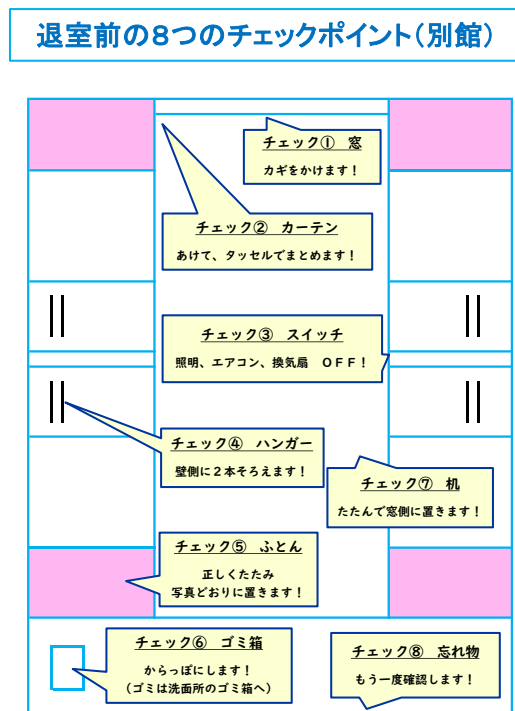 退室前の８つのチェックポイント（別館）
チェック①　窓
カギをかけます！
チェック②　カーテン
あけて、タッセルでまとめます！
チェック③　スイッチ
照明、エアコン、換気扇　ＯＦＦ！
チェック④　ハンガー
壁側に２本そろえます！
チェック⑦　机
たたんで窓側に置きます！
チェック⑤　ふとん
正しくたたみ
写真どおりに置きます！
チェック⑥　ゴミ箱
からっぽにします！
（ゴミは洗面所のゴミ箱へ）
チェック⑧　忘れ物
もう一度確認します！